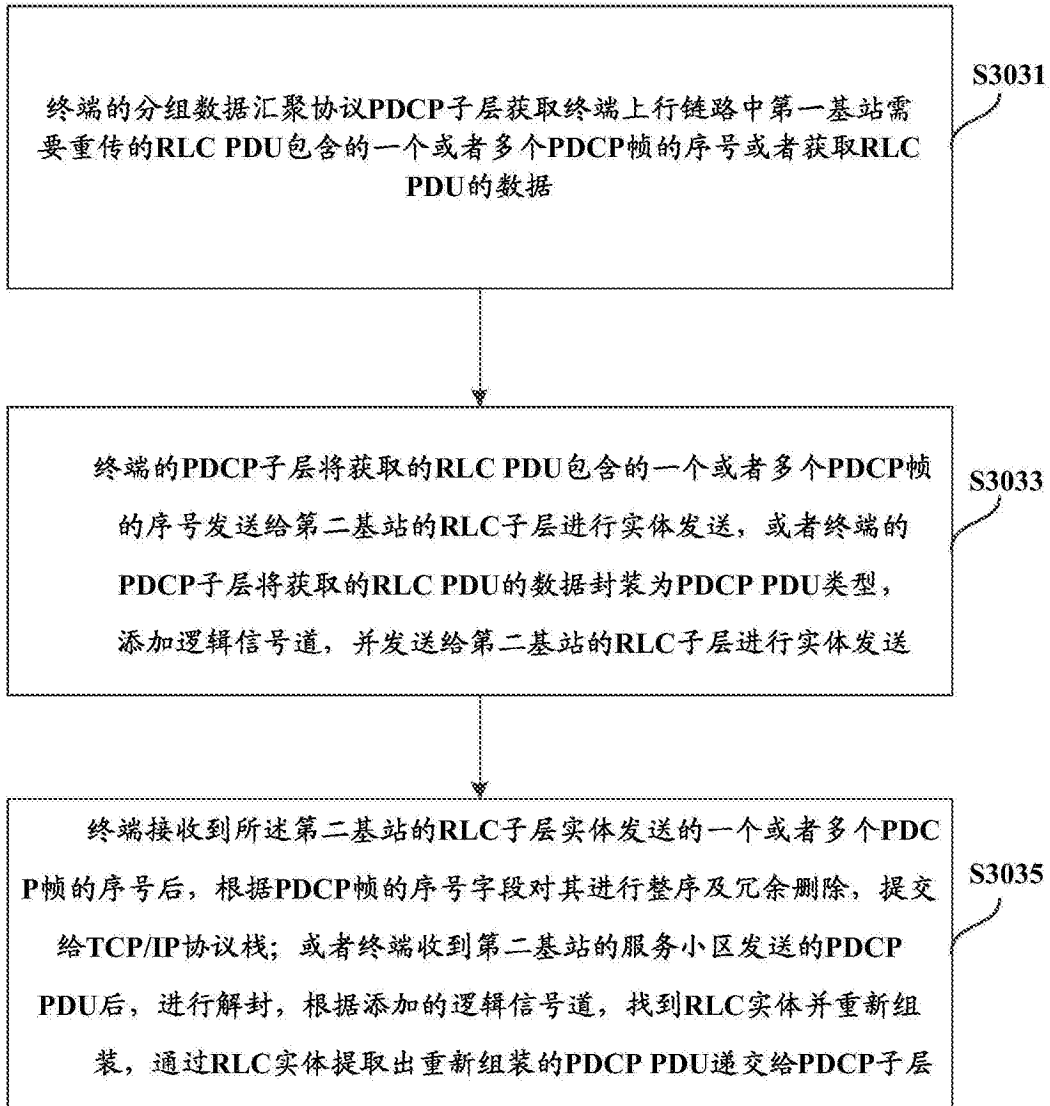 终端的分组数据汇聚协议PDCP子层获取终端上行链路中第一基站需
要重传的RLC PDU包含的一个或者多个PDCP帧的序号或者获取RLC
PDU的数据
S3031
终端的PDCP子层将获取的RLC PDU包含的一个或者多个PDCP帧
的序号发送给第二基站的RLC子层进行实体发送，或者终端的
PDCP子层将获取的RLC PDU的数据封装为PDCP PDU类型，
添加逻辑信号道，并发送给第二基站的RLC子层进行实体发送
S3033
终端接收到所述第二基站的RLC子层实体发送的一个或者多个PDC
P帧的序号后，根据PDCP帧的序号字段对其进行整序及冗余删除，提交
给TCP/IP协议栈；或者终端收到第二基站的服务小区发送的PDCP
PDU后，进行解封，根据添加的逻辑信号道，找到RLC实体并重新组
装，通过RLC实体提取出重新组装的PDCP PDU递交给PDCP子层
S3035